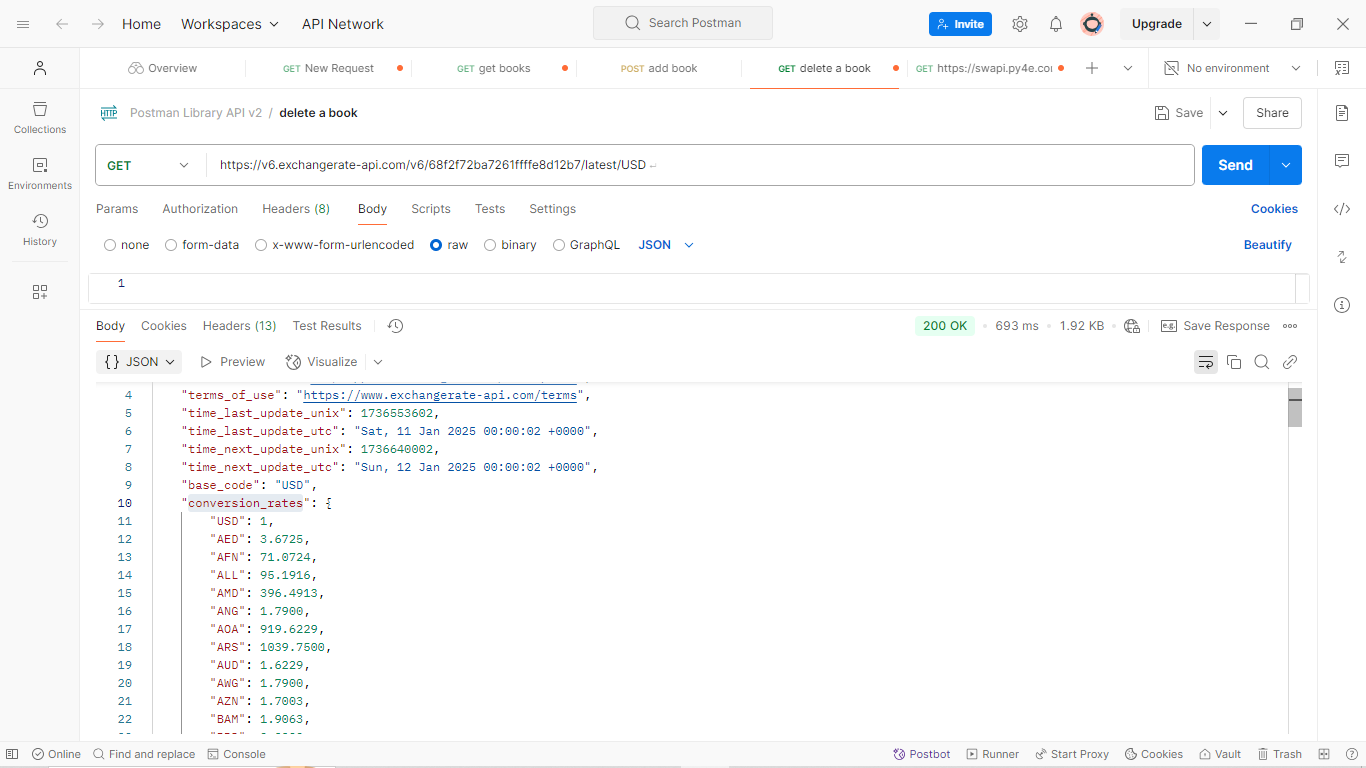 Home Workspaces API Network Search Postman Invite Upgrade
Overview GET New Request GET get books POST add book GET delete a book GET https://swapi.py4e.co No environment
HTTP Postman Library API v2 / delete a book Save Share
Collections
GET https://v6.exchangerate-api.com/v6/68f2f72ba7261ffffe8d12b7/latest/USD Send
Environments
Params Authorization Headers (8) Body Scripts Tests Settings Cookies
History
none form-data x-www-form-urlencoded raw binary GraphQL JSON Beautify
1
Body Cookies Headers (13) Test Results 200 OK 693 ms 1.92 KB e.g. Save Response
{} JSON Preview Visualize
4 "terms_of_use": "https://www.exchangerate-api.com/terms",
5 "time_last_update_unix": 1736553602,
6 "time_last_update_utc": "Sat, 11 Jan 2025 00:00:02 +0000",
7 "time_next_update_unix": 1736640002,
8 "time_next_update_utc": "Sun, 12 Jan 2025 00:00:02 +0000",
9 "base_code": "USD",
10 "conversion_rates": {
11 "USD": 1,
12 "AED": 3.6725,
13 "AFN": 71.0724,
14 "ALL": 95.1916,
15 "AMD": 396.4913,
16 "ANG": 1.7900,
17 "AOA": 919.6229,
18 "ARS": 1039.7500,
19 "AUD": 1.6229,
20 "AWG": 1.7900,
21 "AZN": 1.7003,
22 "BAM": 1.9063,
Online Find and replace Console Postbot Runner Start Proxy Cookies Vault Trash